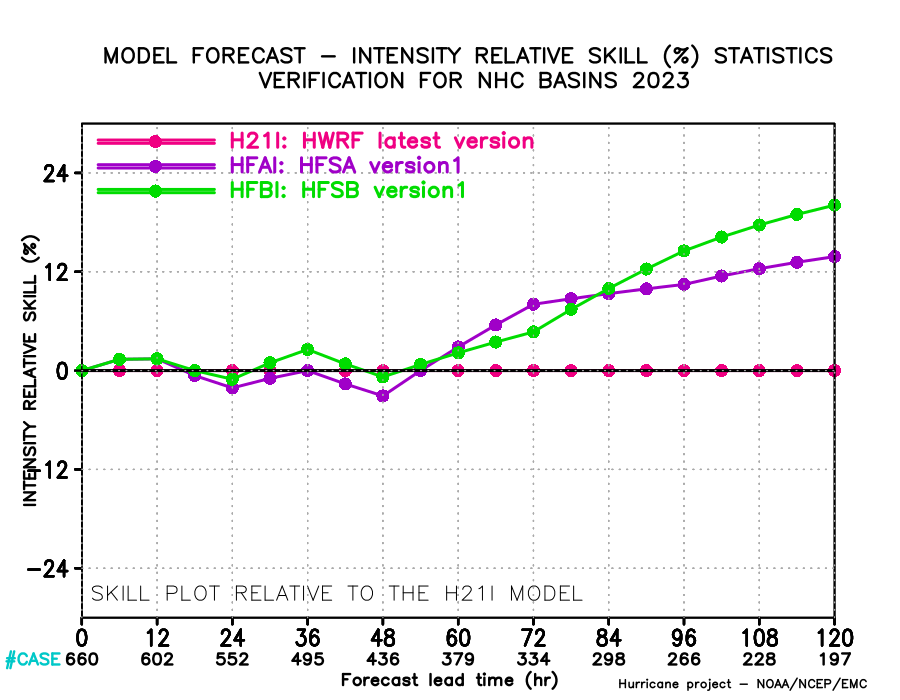 MODEL FORECAST – INTENSITY RELATIVE SKILL (%) STATISTICS
VERIFICATION FOR NHC BASINS 2023
H21I: HWRF latest version
HFAI: HFSA version1
HFBI: HFSB version1
24
12
0
-12
-24
INTENSITY RELATIVE SKILL (%)
SKILL PLOT RELATIVE TO THE H21I MODEL
0 12 24 36 48 60 72 84 96 108 120
#CASE 660 602 552 495 436 379 334 298 266 228 197
Forecast lead time (hr)
Hurricane project – NOAA/NCEP/EMC